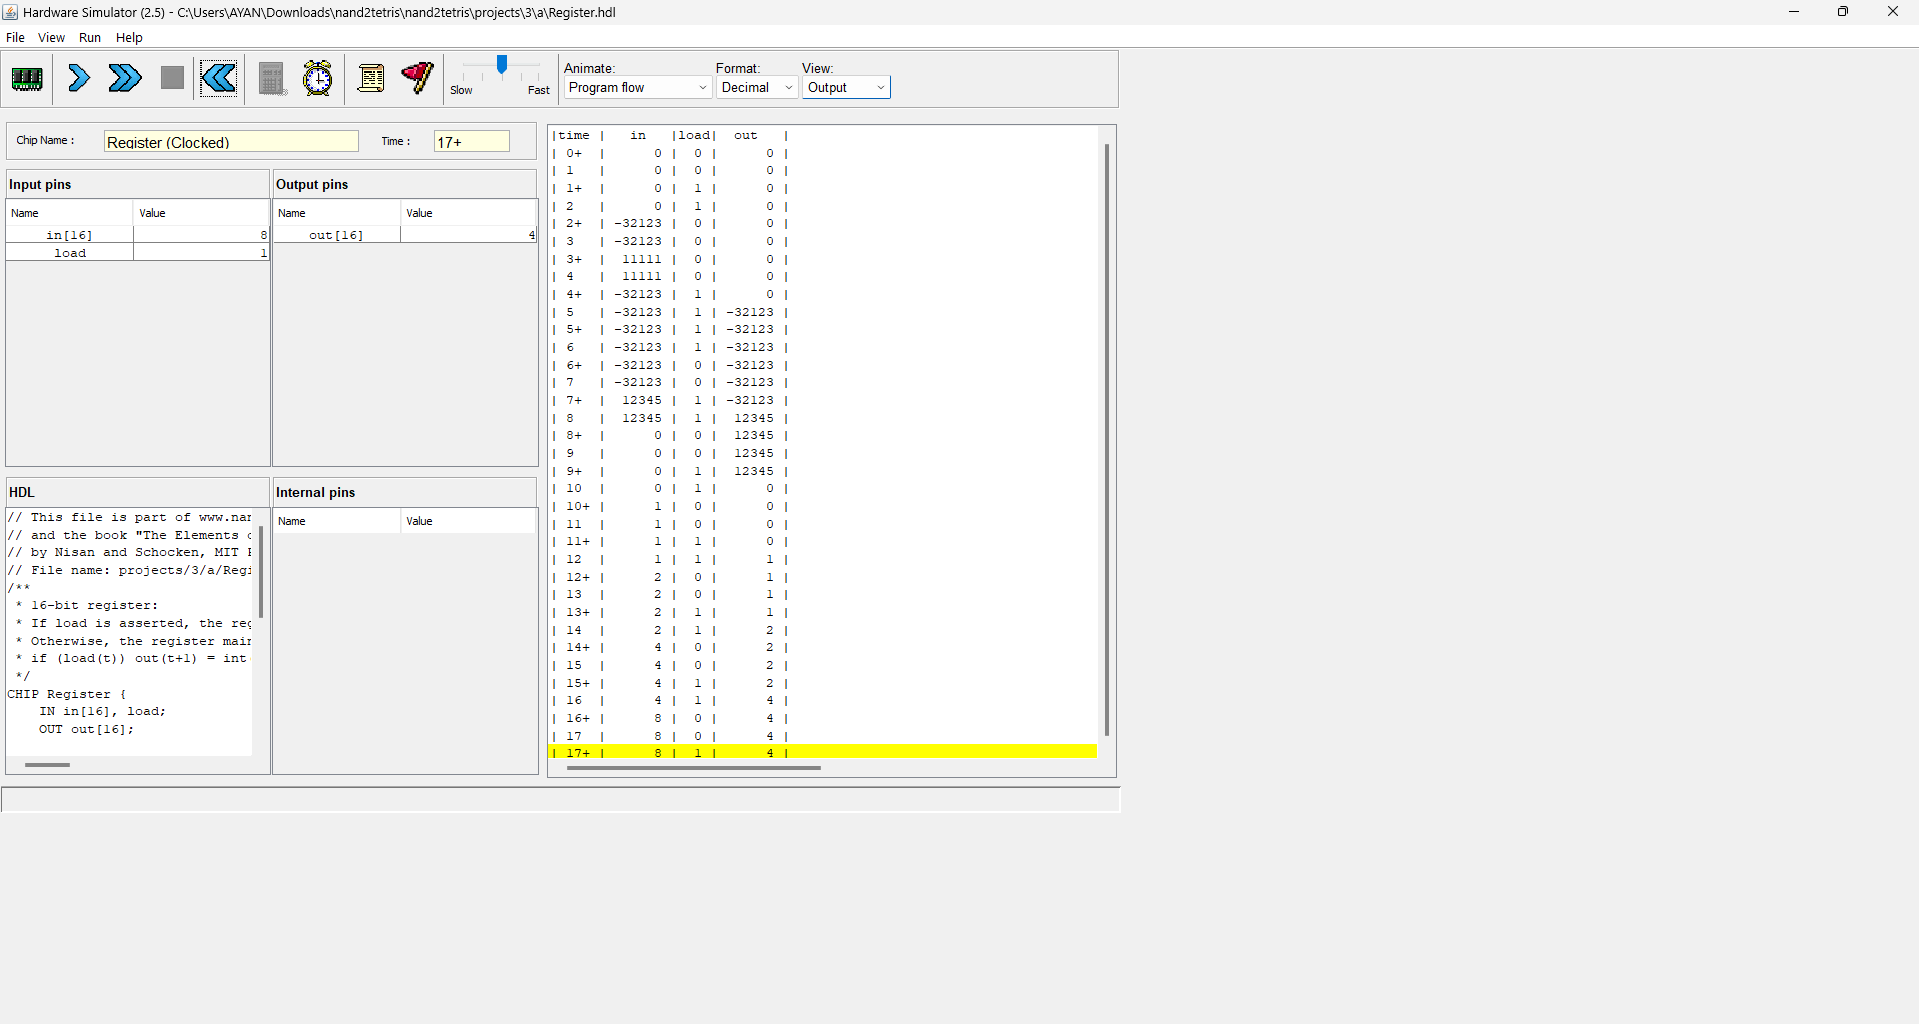 Hardware Simulator (2.5) - C:\Users\AYAN\Downloads\nand2tetris\nand2tetris\projects\3\a\Register.hdl
File View Run Help
Slow Fast
Animate: Format: View:
Program flow Decimal Output
Chip Name : Register (Clocked) Time : 17+
Input pins
Name Value
in[16] 8
load 1
Output pins
Name Value
out[16] 4
HDL
// This file is part of www.nan
// and the book "The Elements
// by Nisan and Schocken, MIT
// File name: projects/3/a/Regi
/**
* 16-bit register:
* If load is asserted, the reg
* Otherwise, the register main
* if (load(t)) out(t+1) = int
*/
CHIP Register {
IN in[16], load;
OUT out[16];
Internal pins
Name Value
|time | in |load| out |
| 0+ | 0 | 0 | 0 |
| 1 | 0 | 0 | 0 |
| 1+ | 0 | 1 | 0 |
| 2 | 0 | 1 | 0 |
| 2+ | -32123 | 0 | 0 |
| 3 | -32123 | 0 | 0 |
| 3+ | 11111 | 0 | 0 |
| 4 | 11111 | 0 | 0 |
| 4+ | -32123 | 1 | 0 |
| 5 | -32123 | 1 | -32123 |
| 5+ | -32123 | 1 | -32123 |
| 6 | -32123 | 1 | -32123 |
| 6+ | -32123 | 0 | -32123 |
| 7 | -32123 | 0 | -32123 |
| 7+ | 12345 | 1 | -32123 |
| 8 | 12345 | 1 | 12345 |
| 8+ | 0 | 0 | 12345 |
| 9 | 0 | 0 | 12345 |
| 9+ | 0 | 1 | 12345 |
| 10 | 0 | 1 | 0 |
| 10+ | 1 | 0 | 0 |
| 11 | 1 | 0 | 0 |
| 11+ | 1 | 1 | 0 |
| 12 | 1 | 1 | 1 |
| 12+ | 2 | 0 | 1 |
| 13 | 2 | 0 | 1 |
| 13+ | 2 | 1 | 1 |
| 14 | 2 | 1 | 2 |
| 14+ | 4 | 0 | 2 |
| 15 | 4 | 0 | 2 |
| 15+ | 4 | 1 | 2 |
| 16 | 4 | 1 | 4 |
| 16+ | 8 | 0 | 4 |
| 17 | 8 | 0 | 4 |
| 17+ | 8 | 1 | 4 |